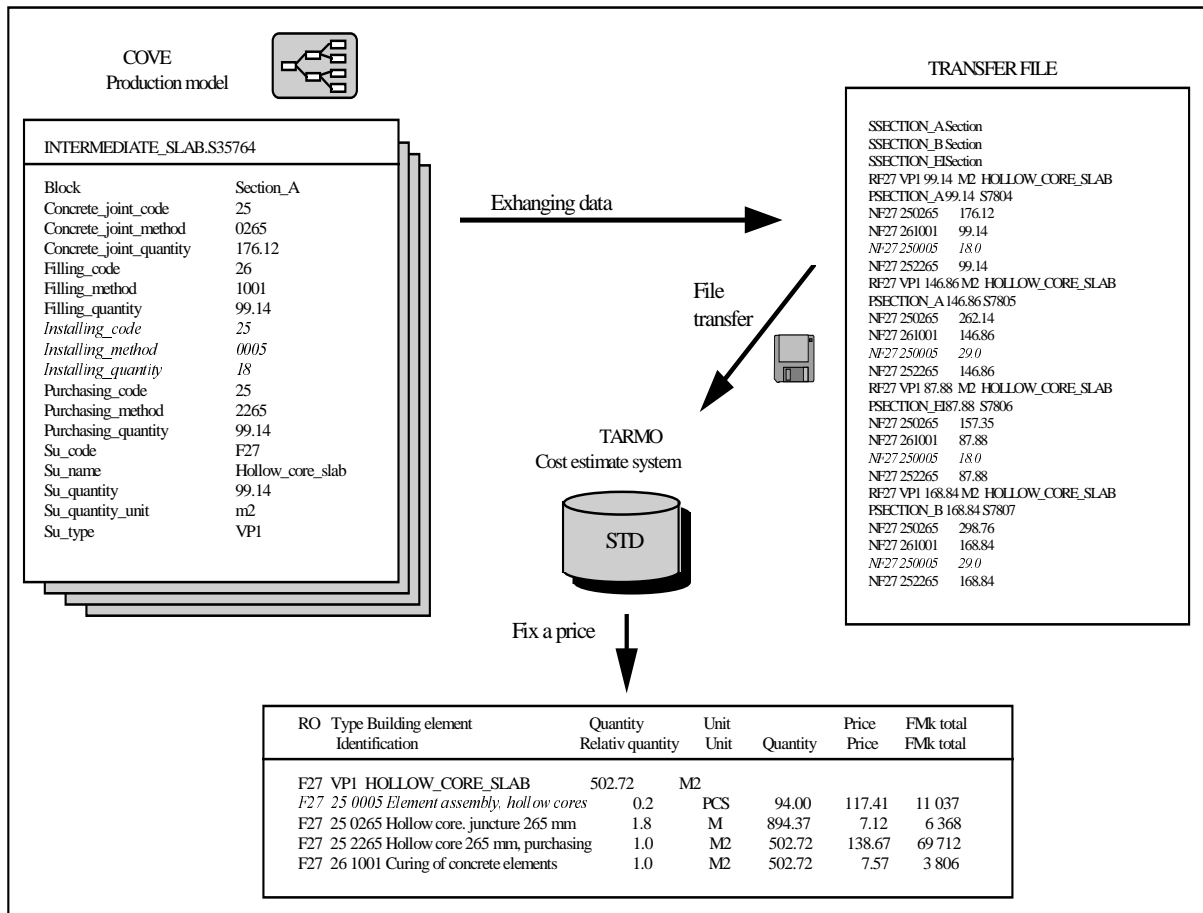 COVE
Production model
INTERMEDIATE_SLAB.S35764
Block Section_A
Concrete_joint_code 25
Concrete_joint_method 0265
Concrete_joint_quantity 176.12
Filling_code 26
Filling_method 1001
Filling_quantity 99.14
Installing_code 25
Installing_method 0005
Installing_quantity 18
Purchasing_code 25
Purchasing_method 2265
Purchasing_quantity 99.14
Su_code F27
Su_name Hollow_core_slab
Su_quantity 99.14
Su_quantity_unit m2
Su_type VP1
Exhanging data
TRANSFER FILE
SSECTION_A Section
SSECTION_B Section
SSECTION_EI Section
RF27 VP1 99.14 M2 HOLLOW_CORE_SLAB
PSECTION_A 99.14 S7804
NF27 250265 176.12
NF27 261001 99.14
NF27 250005 18.0
NF27 252265 99.14
RF27 VP1 146.86 M2 HOLLOW_CORE_SLAB
PSECTION_A 146.86 S7805
NF27 250265 262.14
NF27 261001 146.86
NF27 250005 29.0
NF27 252265 146.86
RF27 VP1 87.88 M2 HOLLOW_CORE_SLAB
PSECTION_EI 87.88 S7806
NF27 250265 157.35
NF27 261001 87.88
NF27 250005 18.0
NF27 252265 87.88
RF27 VP1 168.84 M2 HOLLOW_CORE_SLAB
PSECTION_B 168.84 S7807
NF27 250265 298.76
NF27 261001 168.84
NF27 250005 29.0
NF27 252265 168.84
File
transfer
TARMO
Cost estimate system
STD
Fix a price
RO Type Building element Quantity Unit Price FMk total
Identification Relativ quantity Unit Quantity Price FMk total
F27 VP1 HOLLOW_CORE_SLAB 502.72 M2
F27 25 0005 Element assembly, hollow cores 0.2 PCS 94.00 117.41 11 037
F27 25 0265 Hollow core. juncture 265 mm 1.8 M 894.37 7.12 6 368
F27 25 2265 Hollow core 265 mm, purchasing 1.0 M2 502.72 138.67 69 712
F27 26 1001 Curing of concrete elements 1.0 M2 502.72 7.57 3 806